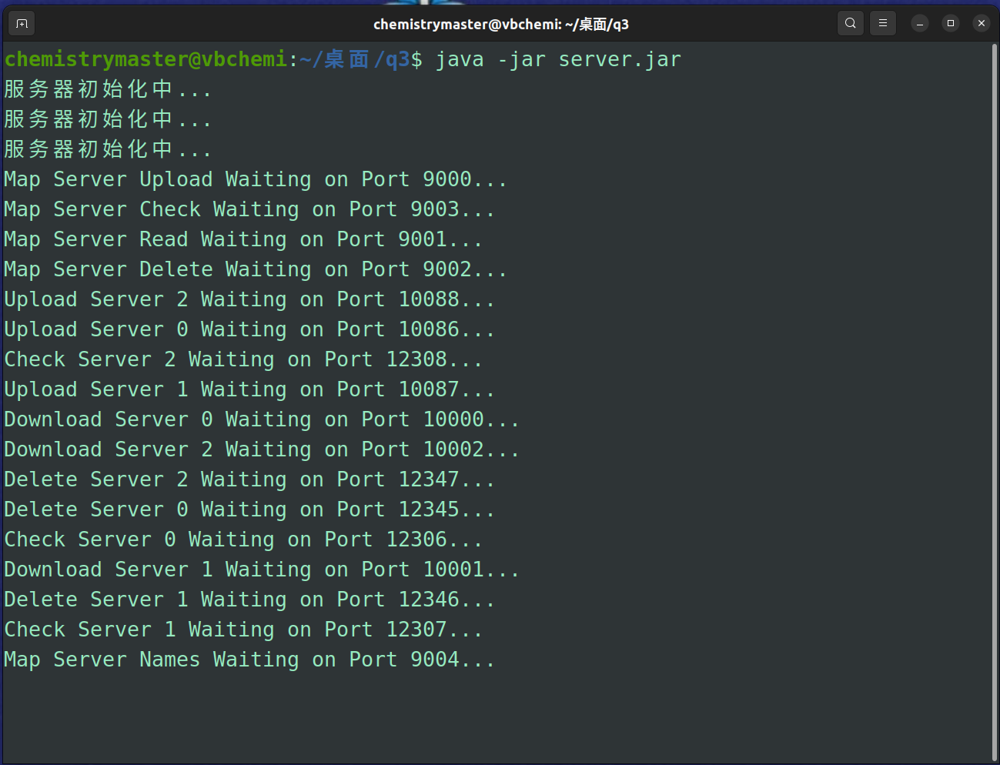 chemistrymaster@vbchemi: ~/桌面/q3
chemistrymaster@vbchemi:~/桌面/q3$ java -jar server.jar
服务器初始化中...
服务器初始化中...
服务器初始化中...
Map Server Upload Waiting on Port 9000...
Map Server Check Waiting on Port 9003...
Map Server Read Waiting on Port 9001...
Map Server Delete Waiting on Port 9002...
Upload Server 2 Waiting on Port 10088...
Upload Server 0 Waiting on Port 10086...
Check Server 2 Waiting on Port 12308...
Upload Server 1 Waiting on Port 10087...
Download Server 0 Waiting on Port 10000...
Download Server 2 Waiting on Port 10002...
Delete Server 2 Waiting on Port 12347...
Delete Server 0 Waiting on Port 12345...
Check Server 0 Waiting on Port 12306...
Download Server 1 Waiting on Port 10001...
Delete Server 1 Waiting on Port 12346...
Check Server 1 Waiting on Port 12307...
Map Server Names Waiting on Port 9004...